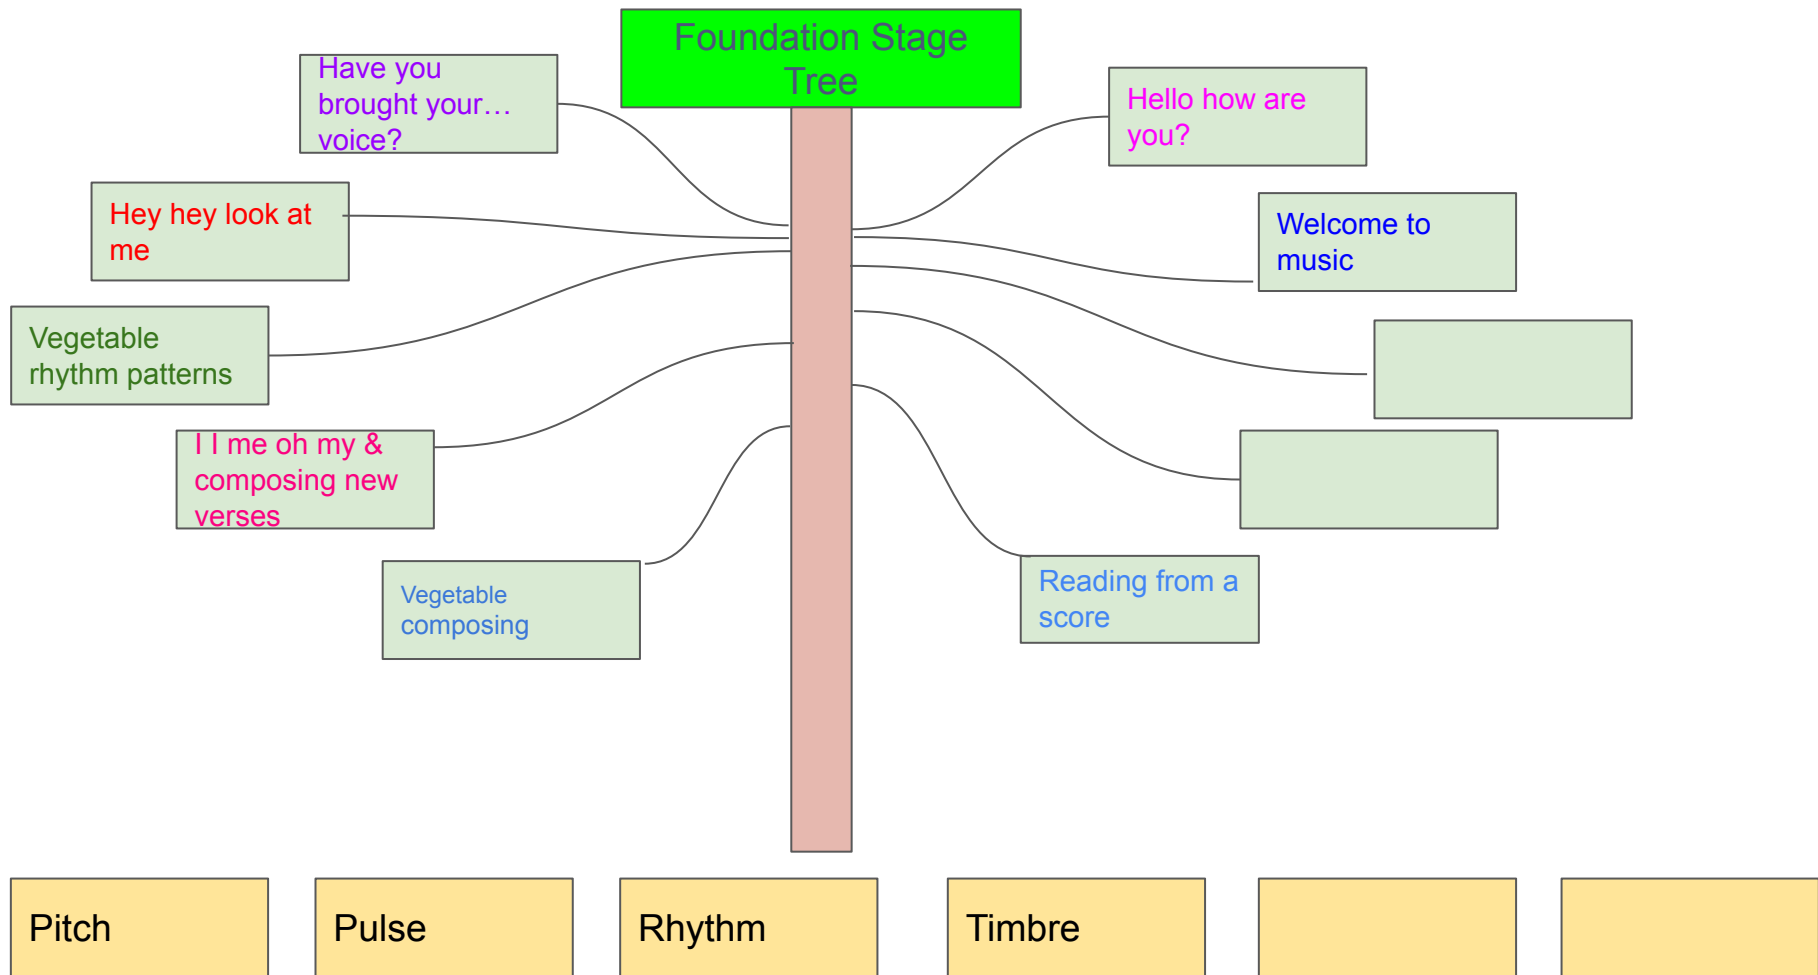 Foundation Stage
Tree
Have you
brought your…
voice?
Hello how are
you?
Hey hey look at
me
Welcome to
music
Vegetable
rhythm patterns
I I me oh my &
composing new
verses
Vegetable
composing
Reading from a
score
Pitch
Pulse
Rhythm
Timbre